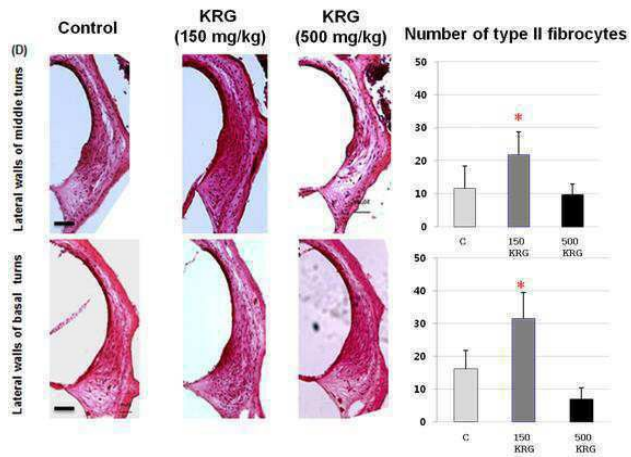 Control
KRG
(150 mg/kg)
KRG
(500 mg/kg)
Number of type II fibrocytes
(D)
Lateral walls of middle turns
50
40
30
20
10
0
*
C
150
KRG
500
KRG
Lateral walls of basal turns
50
40
30
20
10
0
*
C
150
KRG
500
KRG